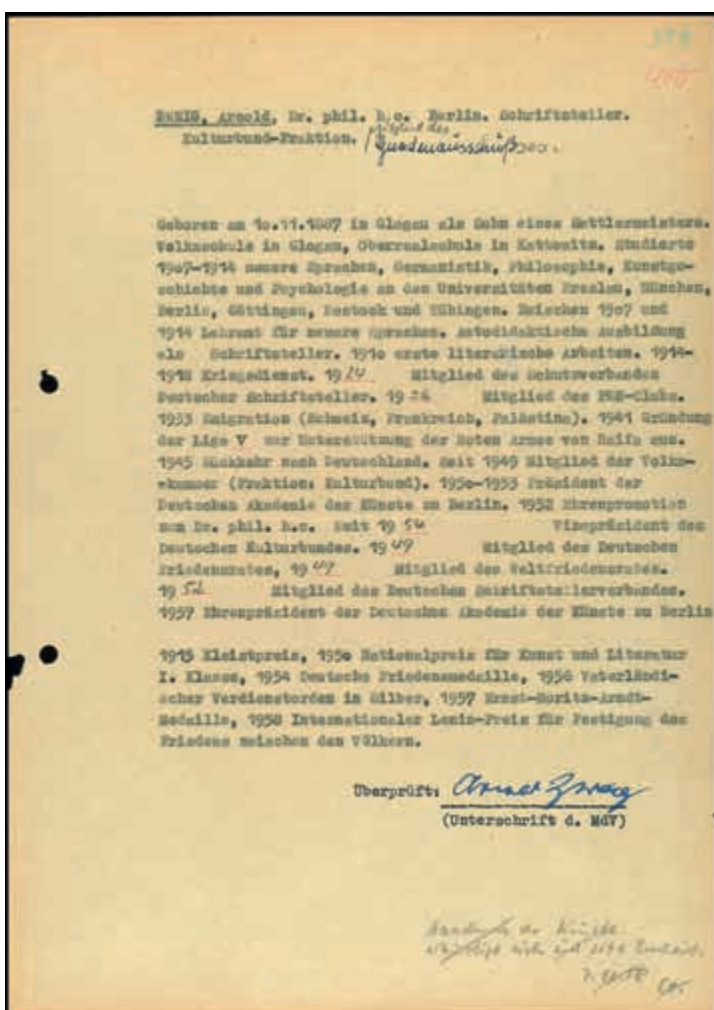 ZWEIG, Arnold, Dr. phil. h.c. Berlin. Schriftsteller.
Kulturbund-Fraktion. Mitglied des
Gnadenausschußes.
Geboren am 10.11.1887 in Glogau als Sohn eines Sattlermeisters.
Volksschule in Glogau, Oberrealschule in Kattowitz. Studierte
1907-1914 neuere Sprachen, Germanistik, Philosophie, Kunstge-
schichte und Psychologie an den Universitäten Breslau, München,
Berlin, Göttingen, Rostock und Tübingen. Zwischen 1907 und
1914 Lehramt für neuere Sprachen. Autodidaktische Ausbildung
als Schriftsteller. 1910 erste literarische Arbeiten. 1914-
1918 Kriegsdienst. 1924 Mitglied des Schutzverbandes
Deutscher Schriftsteller. 1926 Mitglied des PEN-Clubs.
1933 Emigration (Schweiz, Frankreich, Palästina). 1941 Gründung
der Liga V zur Unterstützung der Roten Armee von Haifa aus.
1945 Rückkehr nach Deutschland. Seit 1949 Mitglied der Volks-
kammer (Fraktion: Kulturbund). 1950-1953 Präsident der
Deutschen Akademie der Künste zu Berlin. 1952 Ehrenpromotion
zum Dr. phil. h.c. Seit 1954 Vizepräsident des
Deutschen Kulturbundes. 1949 Mitglied des Deutschen
Friedensrates, 1949 Mitglied des Weltfriedensrates.
1952 Mitglied des Deutschen Schriftstellerverbandes.
1957 Ehrenpräsident der Deutschen Akademie der Künste zu Berlin
1915 Kleistpreis, 1950 Nationalpreis für Kunst und Literatur
I. Klasse, 1954 Deutsche Friedensmedaille, 1956 Vaterländi-
scher Verdienstorden in Silber, 1957 Ernst-Moritz-Arndt-
Medaille, 1958 Internationaler Lenin-Preis für Festigung des
Friedens zwischen den Völkern.
Überprüft: Arnold Zweig
(Unterschrift d. MdV)